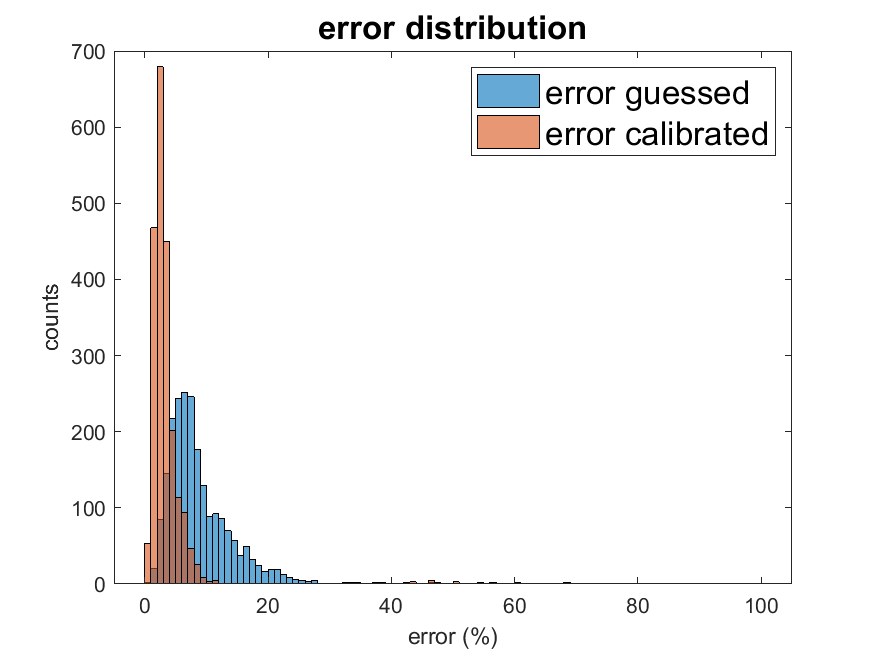 error distribution
error guessed
error calibrated
700
600
500
400
300
200
100
0
counts
0 20 40 60 80 100
error (%)